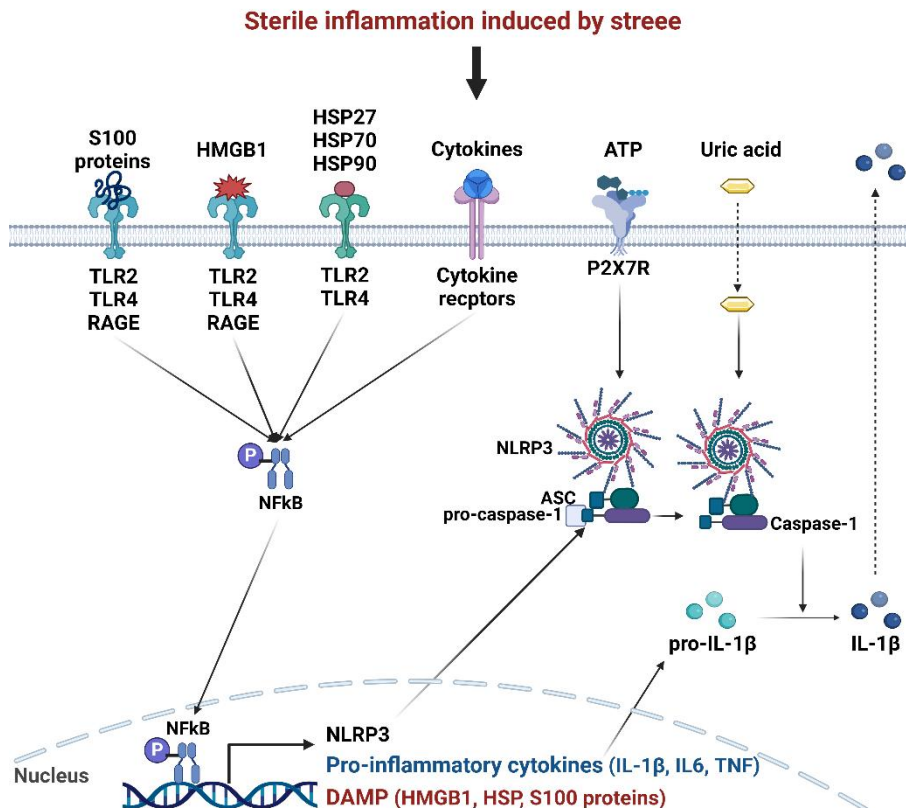 Sterile inflammation induced by streee
S100
proteins
HMGB1
HSP27
HSP70
HSP90
Cytokines
ATP
Uric acid
TLR2
TLR4
RAGE
TLR2
TLR4
RAGE
TLR2
TLR4
Cytokine
recptors
P2X7R
P
NFkB
NLRP3
ASC
pro-caspase-1
Caspase-1
pro-IL-1β
IL-1β
NFkB
P
Nucleus
NLRP3
Pro-inflammatory cytokines (IL-1β, IL6, TNF)
DAMP (HMGB1, HSP, S100 proteins)